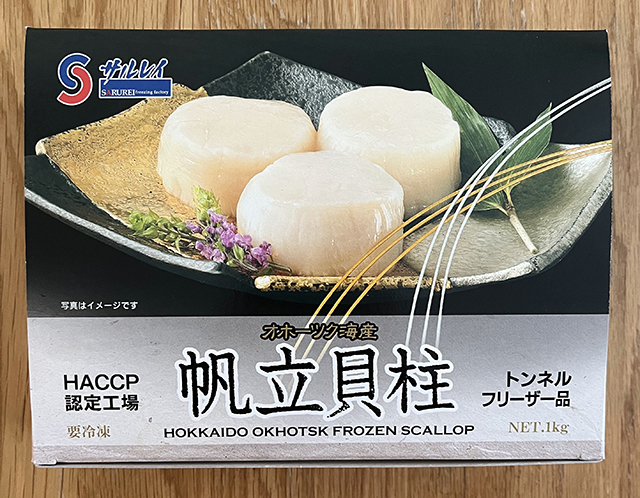 サルレイ
SARUREI freezing factory
写真はイメージです
オホーツク海産
帆立貝柱
HOKKAIDO OKHOTSK FROZEN SCALLOP
HACCP
認定工場
要冷凍
トンネル
フリーザー品
NET.1kg